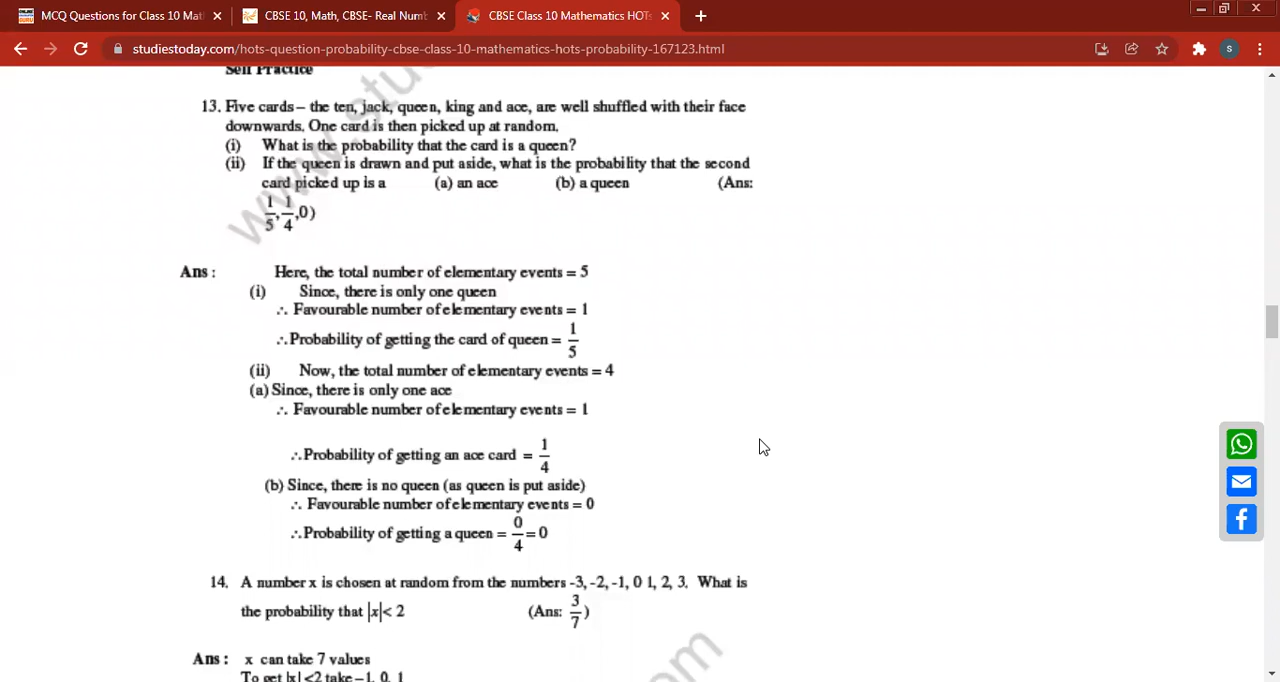 MCQ Questions for Class 10 Mat
CBSE 10, Math, CBSE- Real Numb
CBSE Class 10 Mathematics HOTs
studiestoday.com/hots-question-probability-cbse-class-10-mathematics-hots-probability-167123.html
S
Self Practice
13. Five cards – the ten, jack, queen, king and ace, are well shuffled with their face
downwards. One card is then picked up at random.
(i) What is the probability that the card is a queen?
(ii) If the queen is drawn and put aside, what is the probability that the second
card picked up is a (a) an ace (b) a queen (Ans:
1/5, 1/4, 0)
Ans : Here, the total number of elementary events = 5
(i) Since, there is only one queen
∴ Favourable number of elementary events = 1
∴Probability of getting the card of queen = 1/5
(ii) Now, the total number of elementary events = 4
(a) Since, there is only one ace
∴ Favourable number of elementary events = 1
∴Probability of getting an ace card = 1/4
(b) Since, there is no queen (as queen is put aside)
∴ Favourable number of elementary events = 0
∴Probability of getting a queen = 0/4 = 0
14. A number x is chosen at random from the numbers -3, -2, -1, 0 1, 2, 3. What is
the probability that |x|< 2 (Ans: 3/7)
Ans : x can take 7 values
To get |x| <2 take –1, 0, 1
www.stu
om